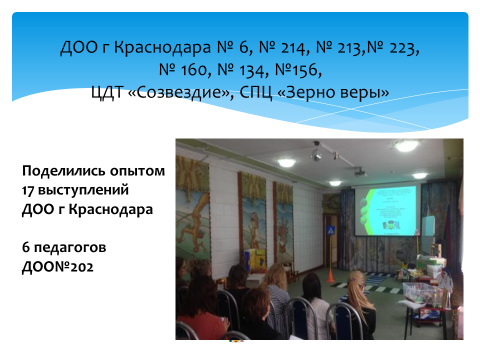 ДОО г Краснодара № 6, № 214, № 213,№ 223,
№ 160, № 134, №156,
ЦДТ «Созвездие», СПЦ «Зерно веры»
Поделились опытом
17 выступлений
ДОО г Краснодара
6 педагогов
ДОО№202